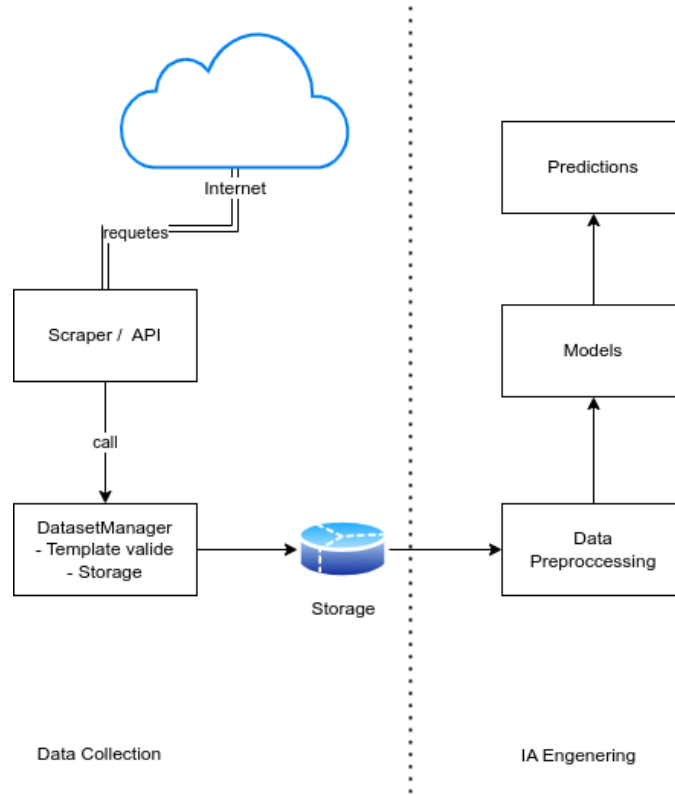 Internet
requetes
Scraper / API
call
DatasetManager
- Template valide
- Storage
Storage
Data Collection
Predictions
Models
Data
Preproccessing
IA Engenering